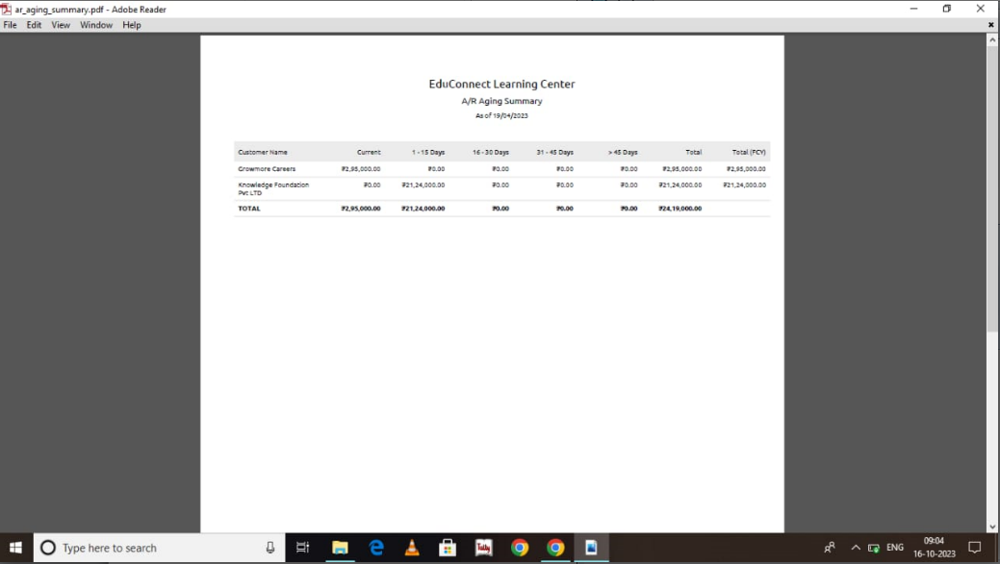 ar_aging_summary.pdf - Adobe Reader
File Edit View Window Help
EduConnect Learning Center
A/R Aging Summary
As of 19/04/2023
Customer Name Current 1 - 15 Days 16 - 30 Days 31 - 45 Days > 45 Days Total Total (FCY)
Growmore Careers ₹2,95,000.00 ₹0.00 ₹0.00 ₹0.00 ₹0.00 ₹2,95,000.00 ₹2,95,000.00
Knowledge Foundation ₹0.00 ₹21,24,000.00 ₹0.00 ₹0.00 ₹0.00 ₹21,24,000.00 ₹21,24,000.00
Pvt LTD
TOTAL ₹2,95,000.00 ₹21,24,000.00 ₹0.00 ₹0.00 ₹0.00 ₹24,19,000.00
Type here to search
Tally
ENG
09:04
16-10-2023